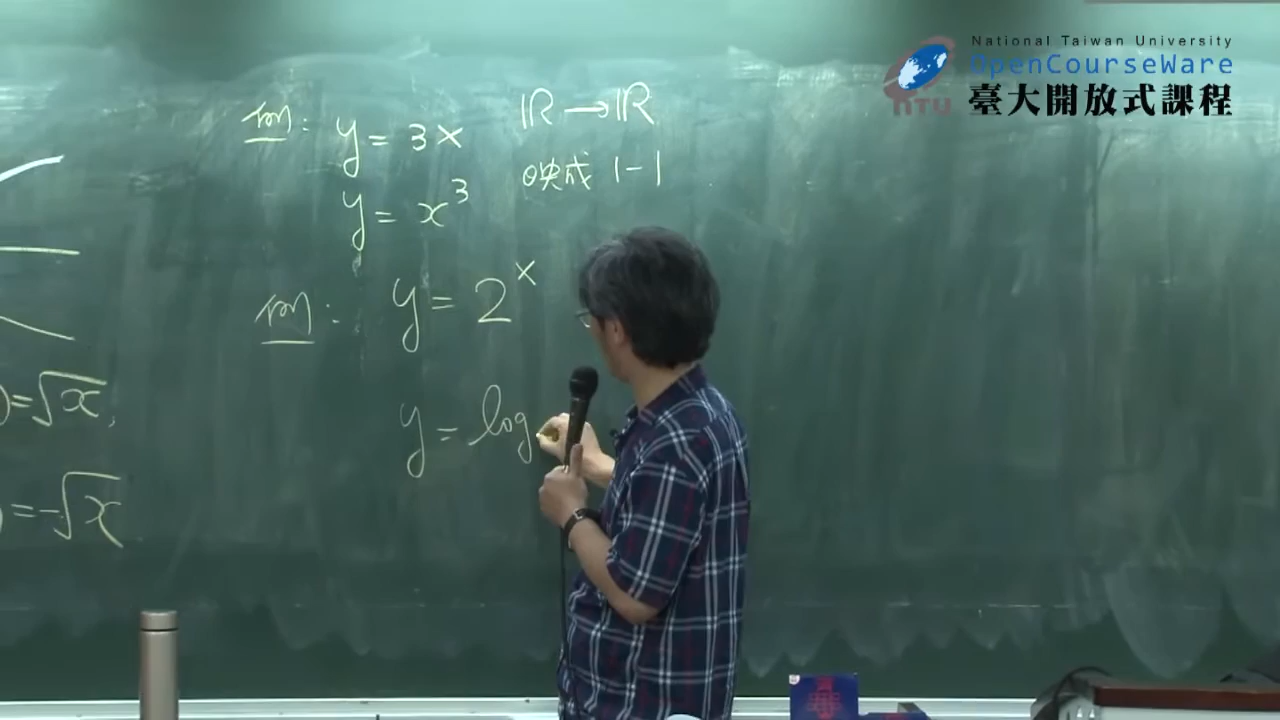 National Taiwan University
OpenCourseWare
臺大開放式課程
NTU
例: y = 3x ℝ → ℝ
映成 1-1
y = x³
例: y = 2ˣ
y = log
)=√x,
)=-√x